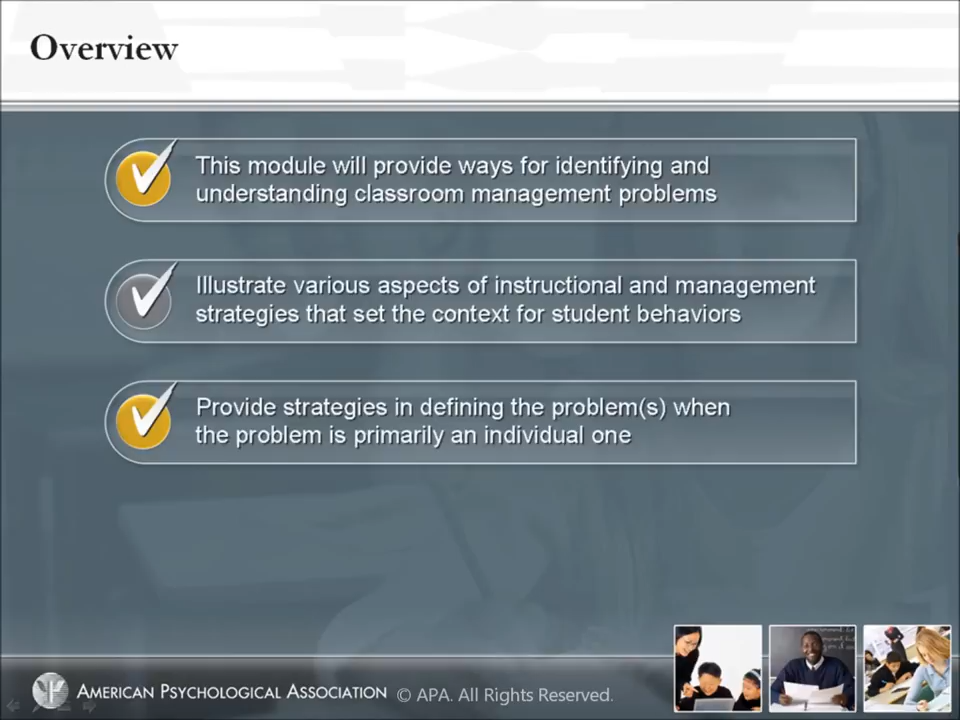 Overview
This module will provide ways for identifying and
understanding classroom management problems
Illustrate various aspects of instructional and management
strategies that set the context for student behaviors
Provide strategies in defining the problem(s) when
the problem is primarily an individual one
AMERICAN PSYCHOLOGICAL ASSOCIATION © APA. All Rights Reserved.